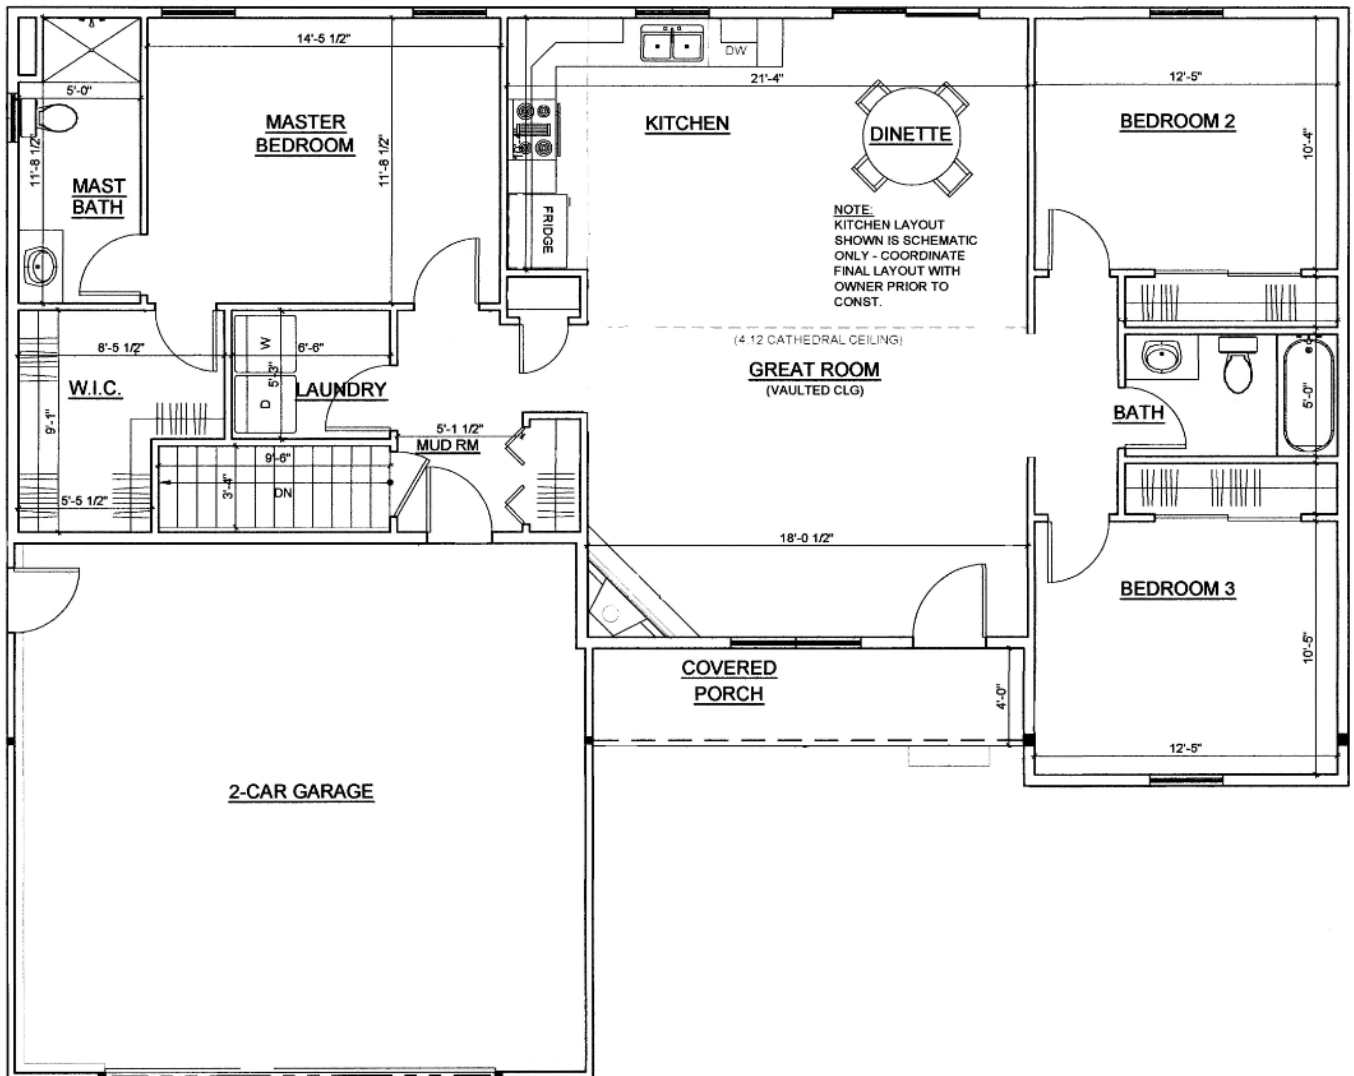 14'-5 1/2"
5'-0"
11'-8 1/2"
MASTER
BEDROOM
11'-8 1/2"
MAST
BATH
DW
21'-4"
KITCHEN
DINETTE
FRIDGE
NOTE:
KITCHEN LAYOUT
SHOWN IS SCHEMATIC
ONLY - COORDINATE
FINAL LAYOUT WITH
OWNER PRIOR TO
CONST.
12'-5"
BEDROOM 2
10'-4"
8'-5 1/2"
W.I.C.
9'-1"
5'-5 1/2"
W
D
6'-6"
5'-3"
LAUNDRY
5'-1 1/2"
MUD RM
9'-6"
3'-4"
DN
(4:12 CATHEDRAL CEILING)
GREAT ROOM
(VAULTED CLG)
18'-0 1/2"
BATH
5'-0"
BEDROOM 3
10'-5"
12'-5"
COVERED
PORCH
4'-0"
2-CAR GARAGE